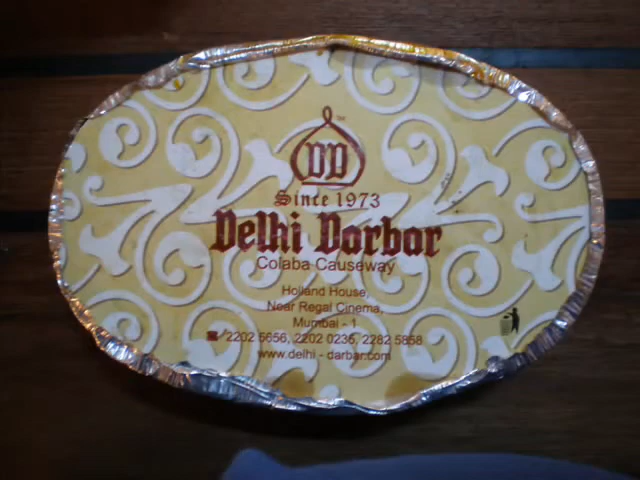 DD
Since 1973
Delhi Darbar
Colaba Causeway
Holland House,
Near Regal Cinema,
Mumbai - 1
☎ 2202 5656, 2202 0235, 2282 5858
www.delhi - darbar.com